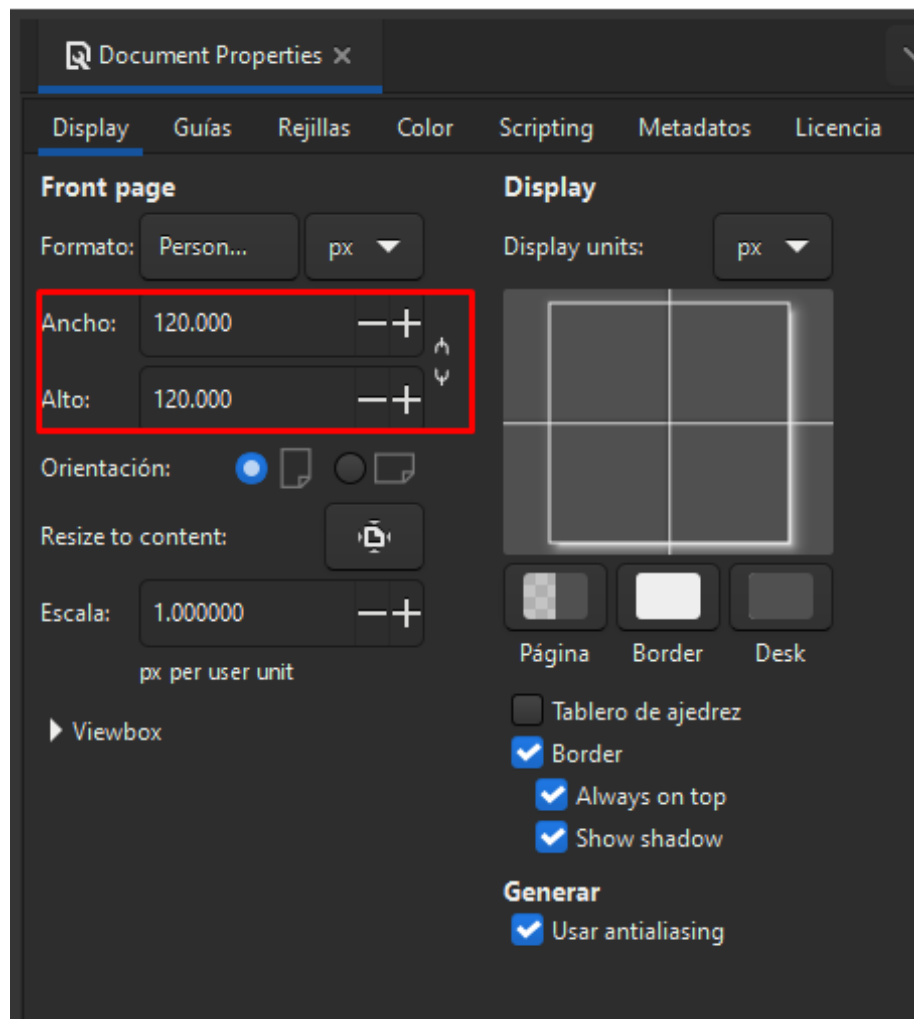 Document Properties
Display Guías Rejillas Color Scripting Metadatos Licencia
Front page
Formato: Person... px
Ancho: 120.000
Alto: 120.000
Orientación:
Resize to content:
Escala: 1.000000
px per user unit
Viewbox
Display
Display units: px
Página Border Desk
Tablero de ajedrez
Border
Always on top
Show shadow
Generar
Usar antialiasing